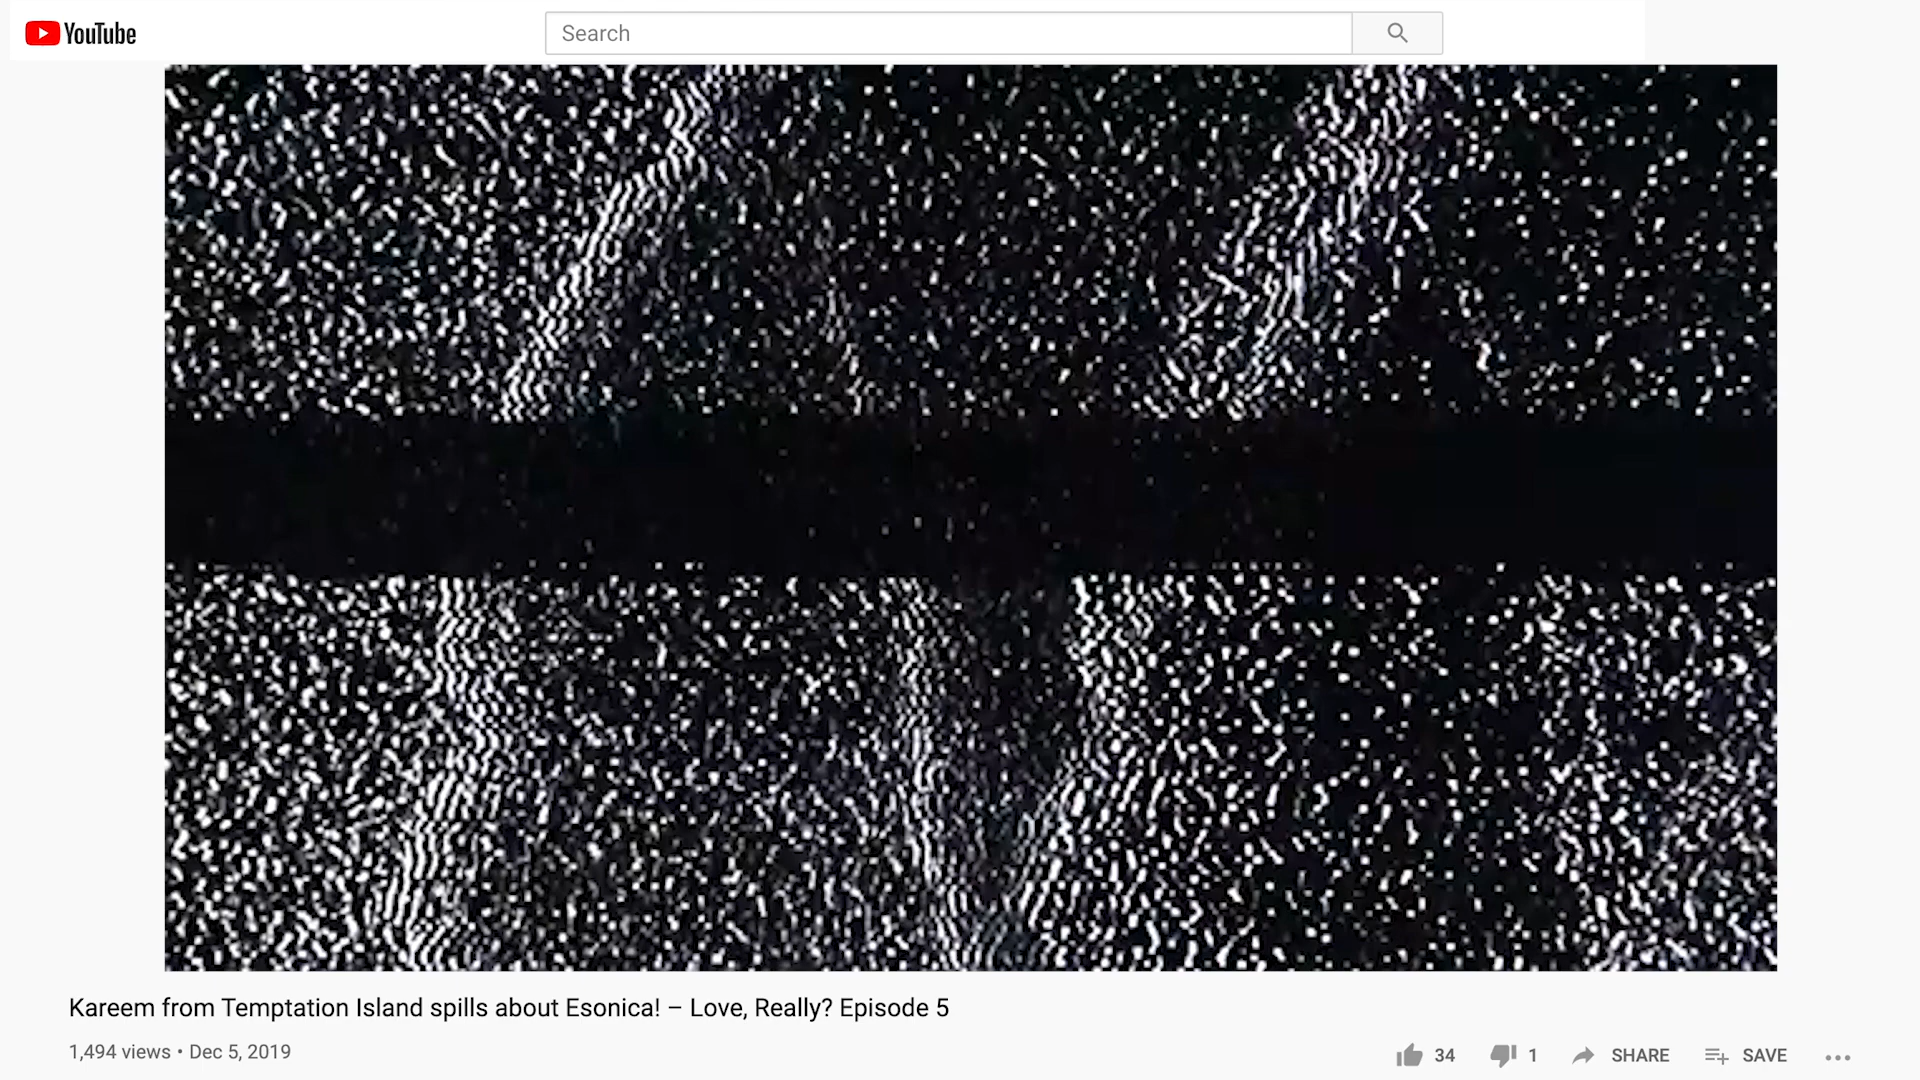 YouTube
Search
Kareem from Temptation Island spills about Esonica! – Love, Really? Episode 5
1,494 views • Dec 5, 2019
34
1
SHARE
SAVE